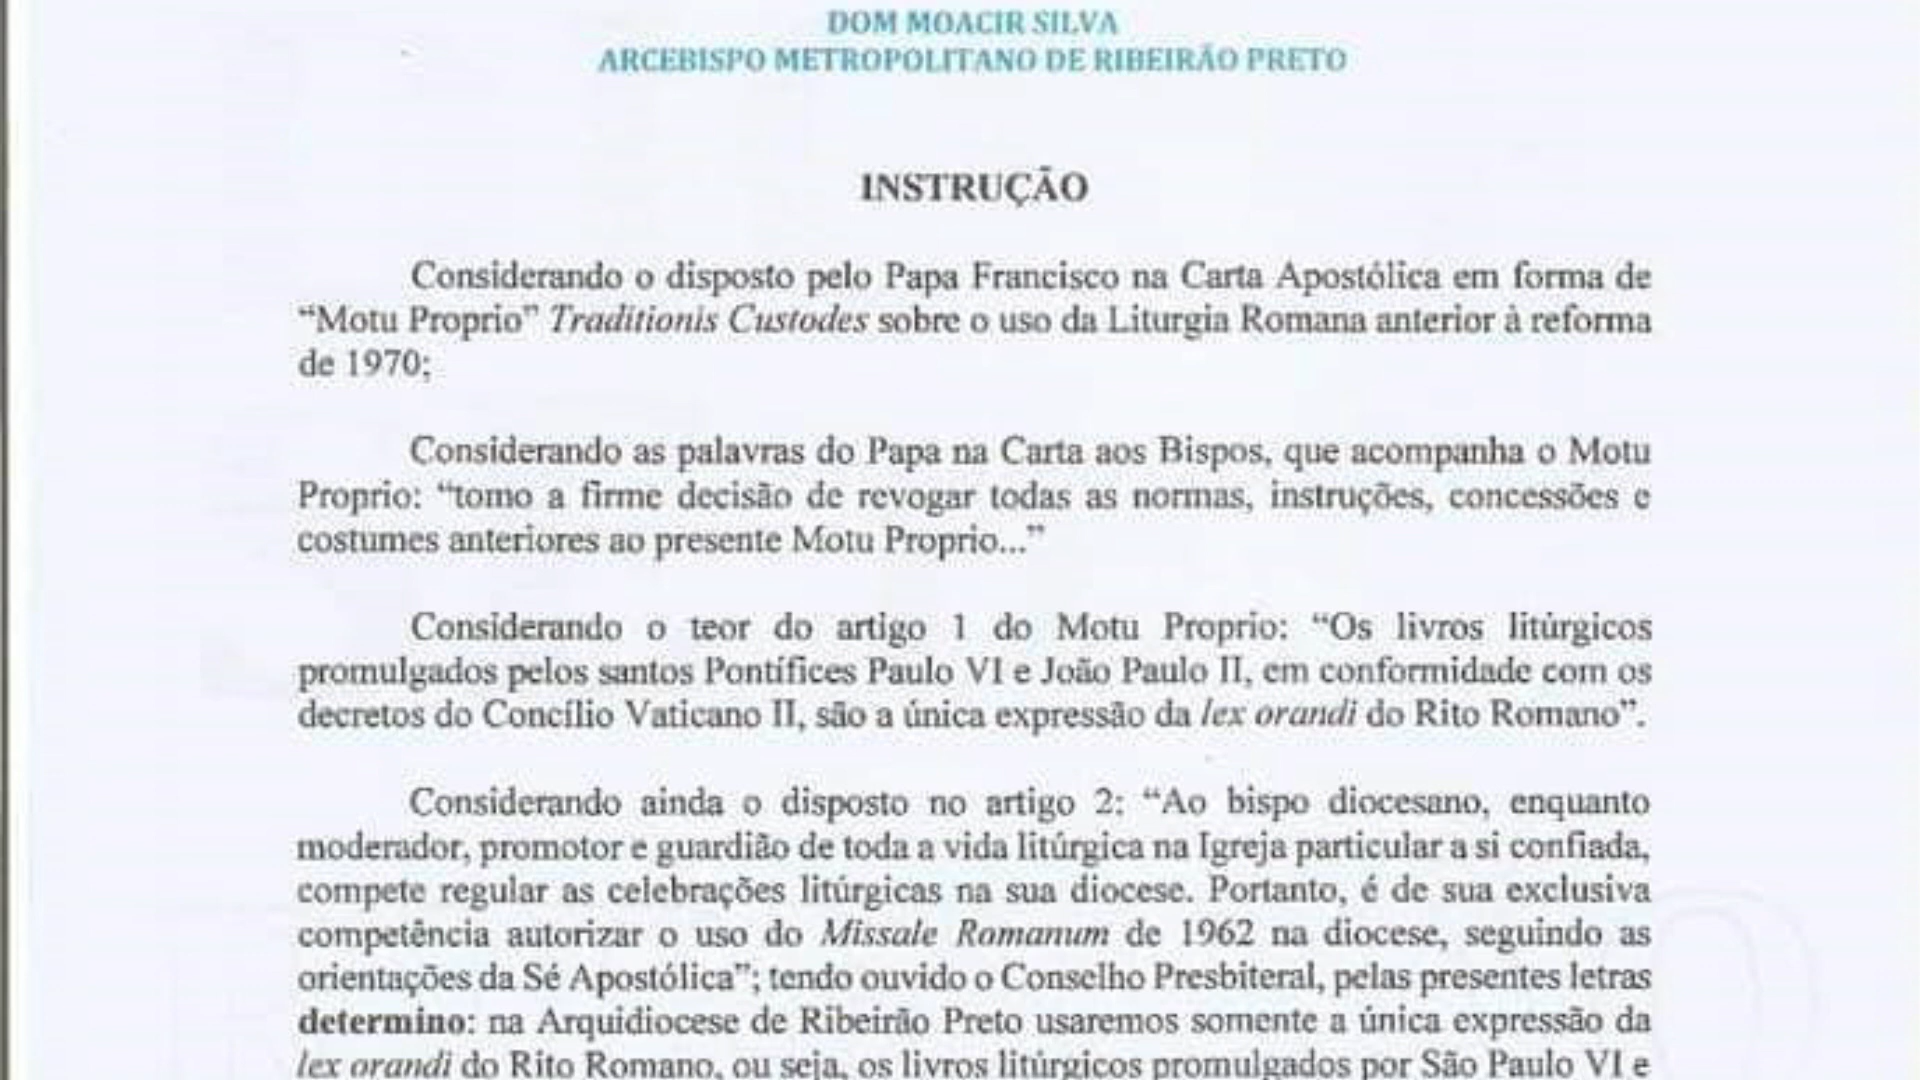 DOM MOACIR SILVA
ARCEBISPO METROPOLITANO DE RIBEIRÃO PRETO
INSTRUÇÃO
Considerando o disposto pelo Papa Francisco na Carta Apostólica em forma de
“Motu Proprio” Traditionis Custodes sobre o uso da Liturgia Romana anterior à reforma
de 1970;
Considerando as palavras do Papa na Carta aos Bispos, que acompanha o Motu
Proprio: “tomo a firme decisão de revogar todas as normas, instruções, concessões e
costumes anteriores ao presente Motu Proprio...”
Considerando o teor do artigo 1 do Motu Proprio: “Os livros litúrgicos
promulgados pelos santos Pontífices Paulo VI e João Paulo II, em conformidade com os
decretos do Concílio Vaticano II, são a única expressão da lex orandi do Rito Romano”.
Considerando ainda o disposto no artigo 2: “Ao bispo diocesano, enquanto
moderador, promotor e guardião de toda a vida litúrgica na Igreja particular a si confiada,
compete regular as celebrações litúrgicas na sua diocese. Portanto, é de sua exclusiva
competência autorizar o uso do Missale Romanum de 1962 na diocese, seguindo as
orientações da Sé Apostólica”; tendo ouvido o Conselho Presbiteral, pelas presentes letras
determino: na Arquidiocese de Ribeirão Preto usaremos somente a única expressão da
lex orandi do Rito Romano, ou seja, os livros litúrgicos promulgados por São Paulo VI e